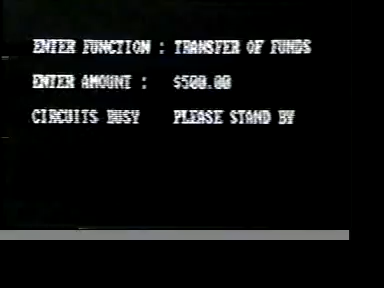 ENTER FUNCTION : TRANSFER OF FUNDS
ENTER AMOUNT : $500.00
CIRCUITS BUSY PLEASE STAND BY